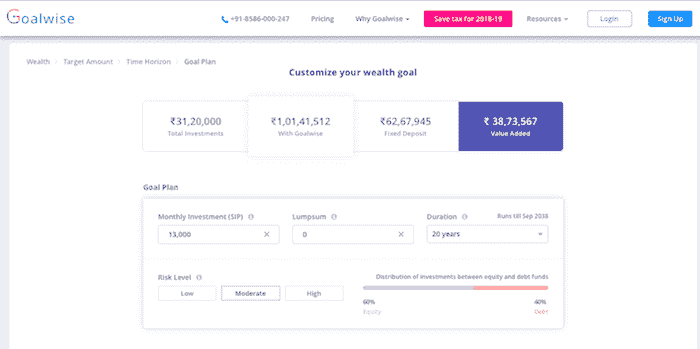 Goalwise
+91-8586-000-247 Pricing Why Goalwise Save tax for 2018-19 Resources Login Sign Up
Wealth > Target Amount > Time Horizon > Goal Plan
Customize your wealth goal
₹31,20,000 ₹1,01,41,512 ₹62,67,945 ₹ 38,73,567
Total Investments With Goalwise Fixed Deposit Value Added
Goal Plan
Monthly Investment (SIP) Lumpsum Duration Runs till Sep 2038
13,000 0 20 years
Risk Level Distribution of investments between equity and debt funds
Low Moderate High
60% 40%
Equity Debt